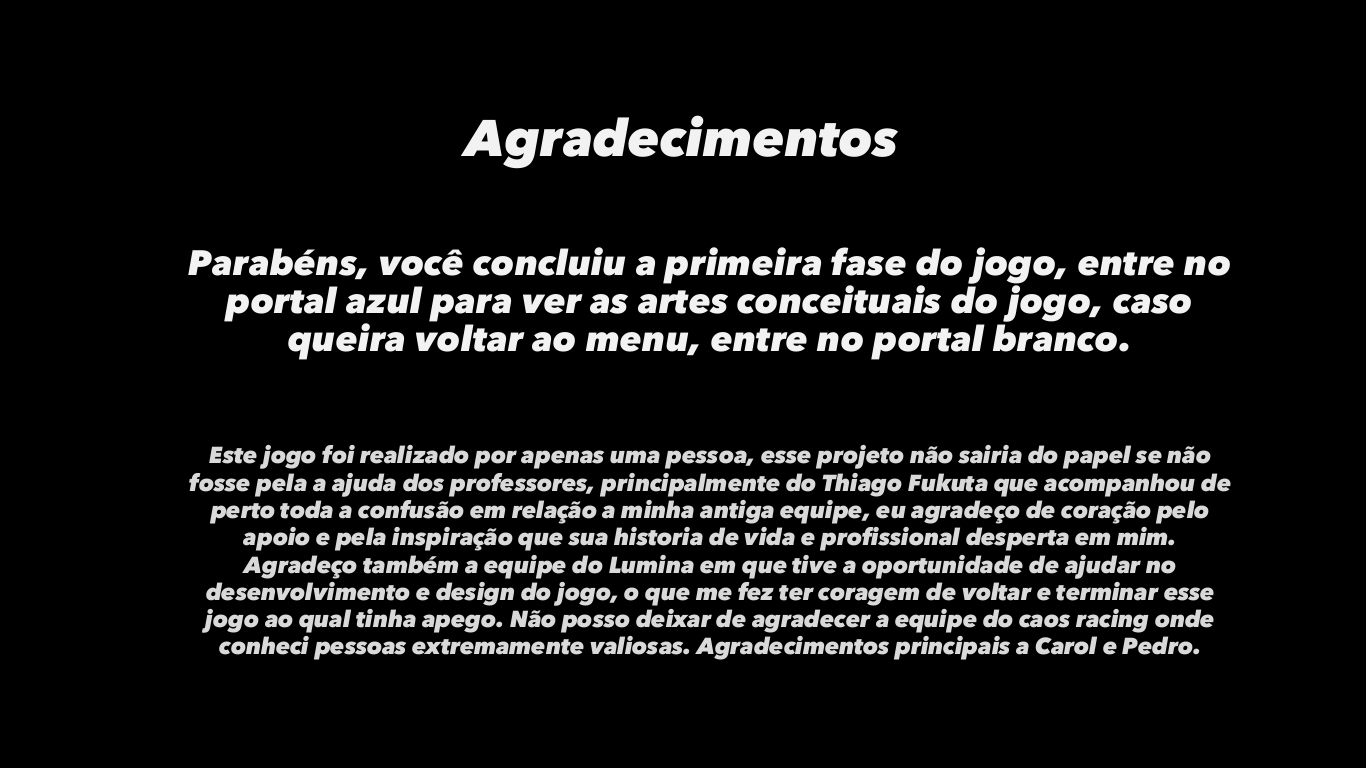 Agradecimentos
Parabéns, você concluiu a primeira fase do jogo, entre no
portal azul para ver as artes conceituais do jogo, caso
queira voltar ao menu, entre no portal branco.
Este jogo foi realizado por apenas uma pessoa, esse projeto não sairia do papel se não
fosse pela a ajuda dos professores, principalmente do Thiago Fukuta que acompanhou de
perto toda a confusão em relação a minha antiga equipe, eu agradeço de coração pelo
apoio e pela inspiração que sua historia de vida e profissional desperta em mim.
Agradeço também a equipe do Lumina em que tive a oportunidade de ajudar no
desenvolvimento e design do jogo, o que me fez ter coragem de voltar e terminar esse
jogo ao qual tinha apego. Não posso deixar de agradecer a equipe do caos racing onde
conheci pessoas extremamente valiosas. Agradecimentos principais a Carol e Pedro.